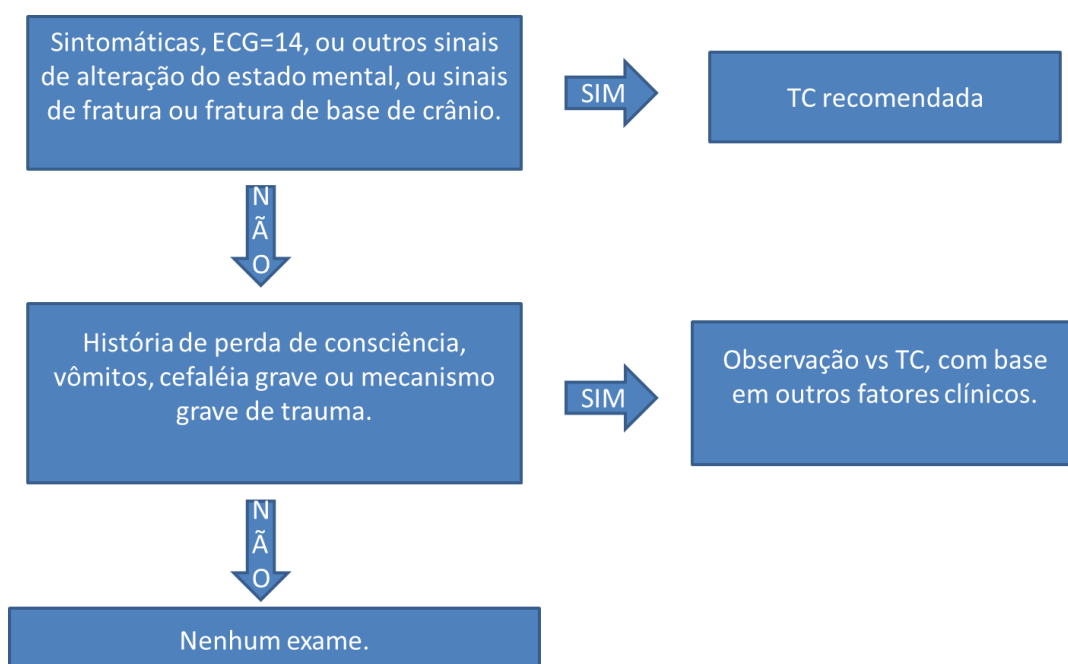 Sintomáticas, ECG=14, ou outros sinais
de alteração do estado mental, ou sinais
de fratura ou fratura de base de crânio.
SIM
TC recomendada
NÃO
História de perda de consciência,
vômitos, cefaléia grave ou mecanismo
grave de trauma.
SIM
Observação vs TC, com base
em outros fatores clínicos.
NÃO
Nenhum exame.